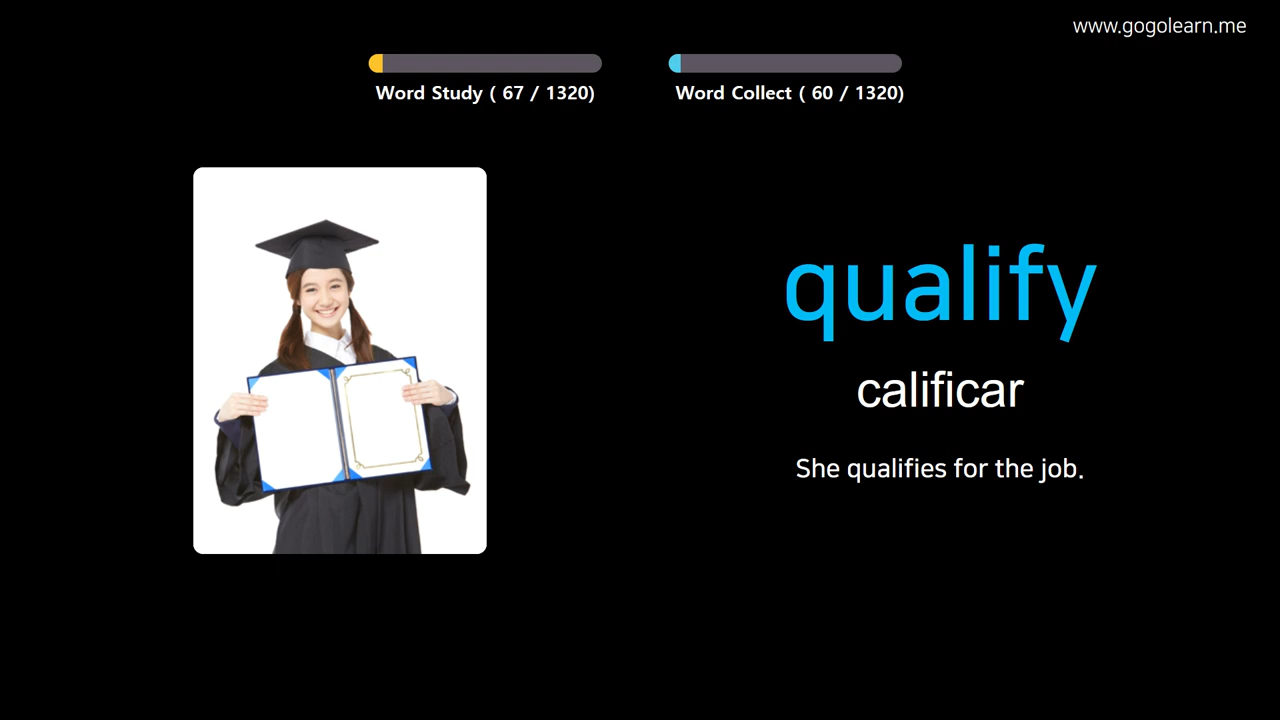 www.gogolearn.me
Word Study ( 67 / 1320)
Word Collect ( 60 / 1320)
qualify
calificar
She qualifies for the job.